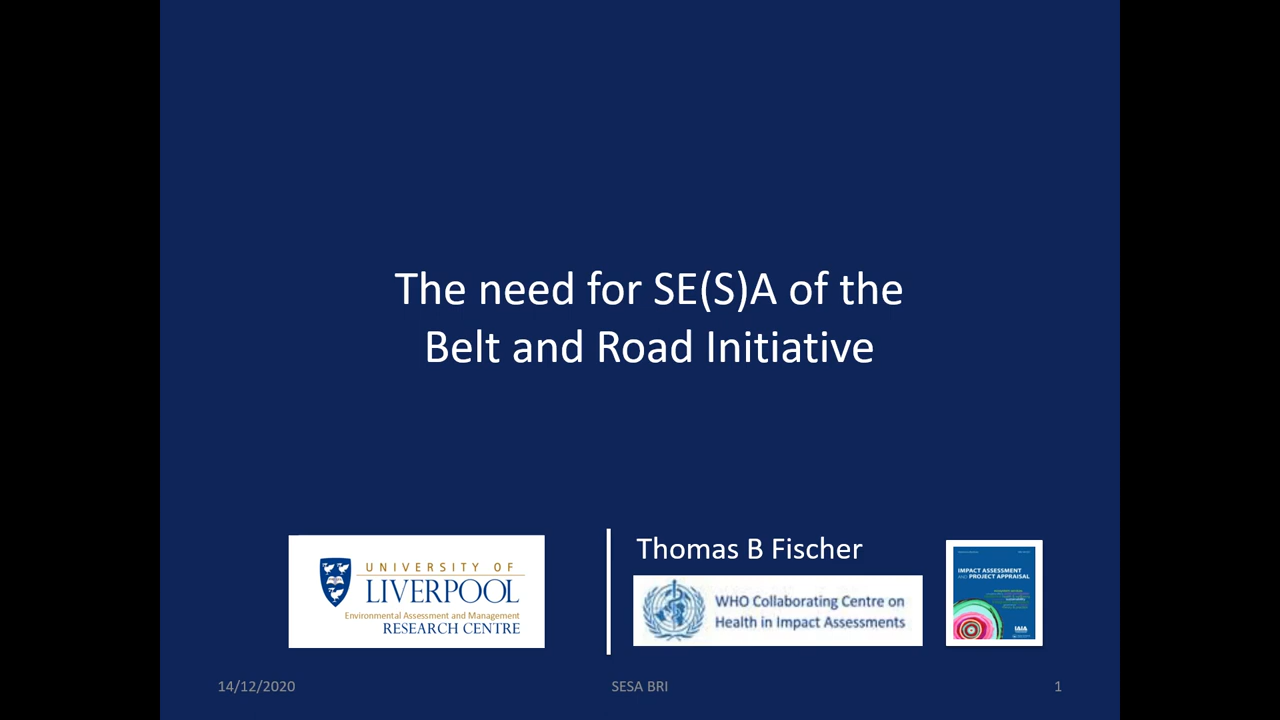 The need for SE(S)A of the
Belt and Road Initiative
UNIVERSITY OF
LIVERPOOL
Environmental Assessment and Management
RESEARCH CENTRE
Thomas B Fischer
WHO Collaborating Centre on
Health in Impact Assessments
IMPACT ASSESSMENT
AND PROJECT APPRAISAL
IAIA
14/12/2020
SESA BRI
1